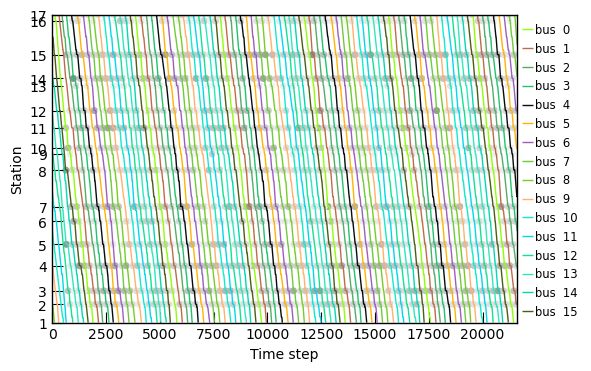 17
16
15
14
13
12
11
10
9
8
7
6
5
4
3
2
1
Station
0 2500 5000 7500 10000 12500 15000 17500 20000
Time step
bus 0
bus 1
bus 2
bus 3
bus 4
bus 5
bus 6
bus 7
bus 8
bus 9
bus 10
bus 11
bus 12
bus 13
bus 14
bus 15